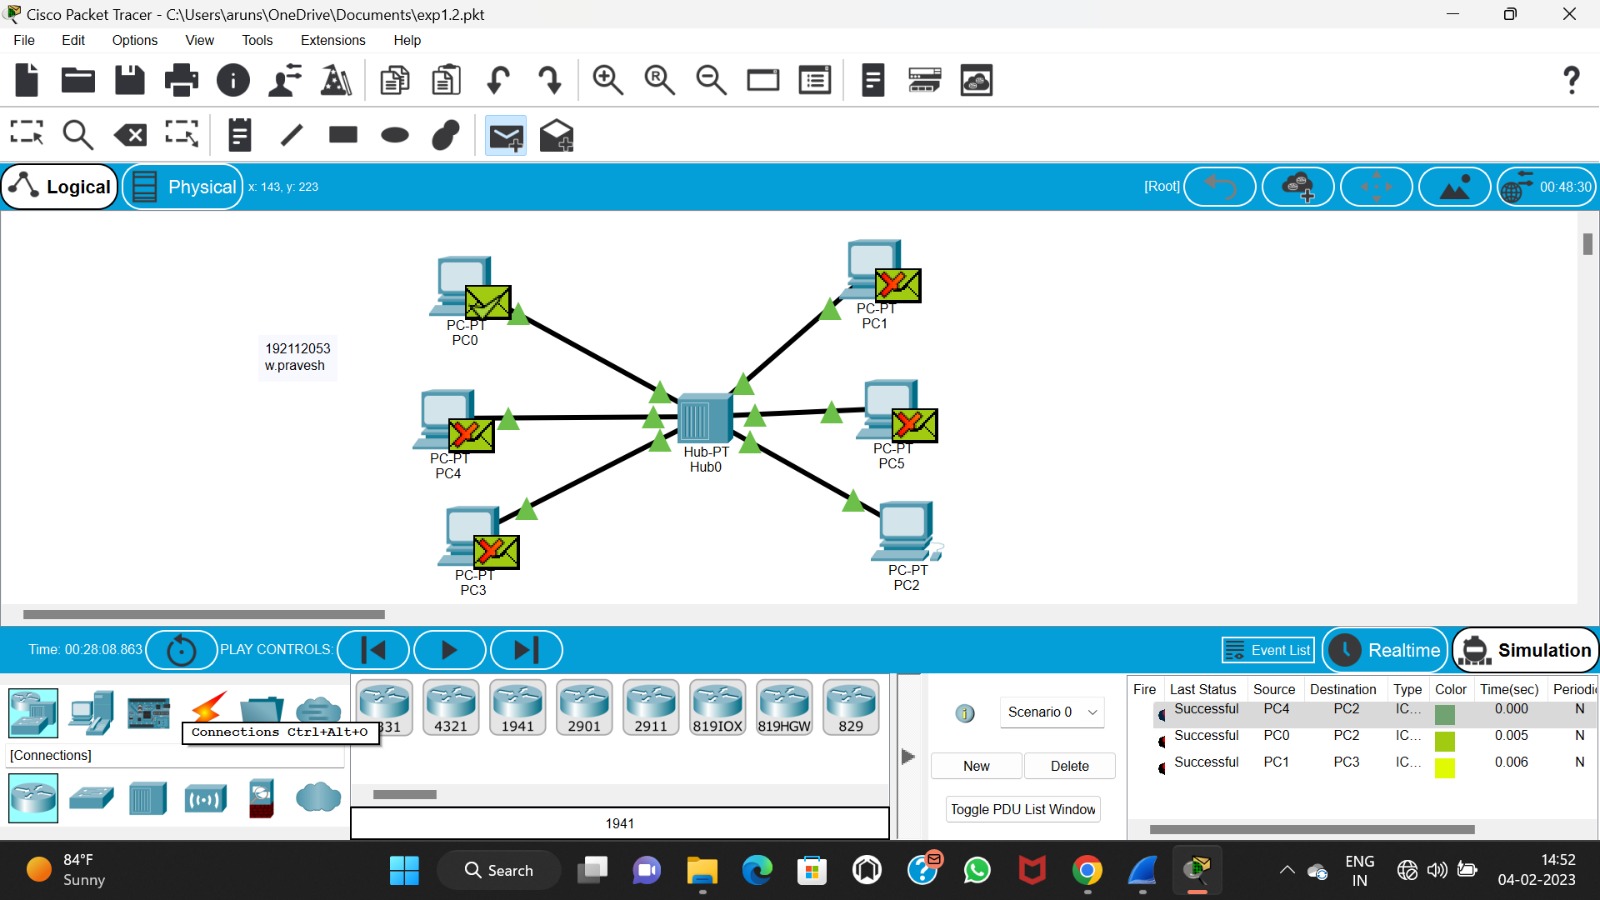 Cisco Packet Tracer - C:\Users\aruns\OneDrive\Documents\exp1.2.pkt
File Edit Options View Tools Extensions Help
Logical Physical x: 143, y: 223 [Root] 00:48:30
PC-PT
PC0
PC-PT
PC1
192112053
w.pravesh
PC-PT
PC4
Hub-PT
Hub0
PC-PT
PC5
PC-PT
PC3
PC-PT
PC2
Time: 00:28:08.863 PLAY CONTROLS: Event List Realtime Simulation
Fire Last Status Source Destination Type Color Time(sec) Periodic
Successful PC4 PC2 IC... 0.000 N
Successful PC0 PC2 IC... 0.005 N
Successful PC1 PC3 IC... 0.006 N
331 4321 1941 2901 2911 819IOX 819HGW 829
Connections Ctrl+Alt+O
[Connections]
1941
Scenario 0
New Delete
Toggle PDU List Window
84°F
Sunny
Search
ENG
IN
14:52
04-02-2023